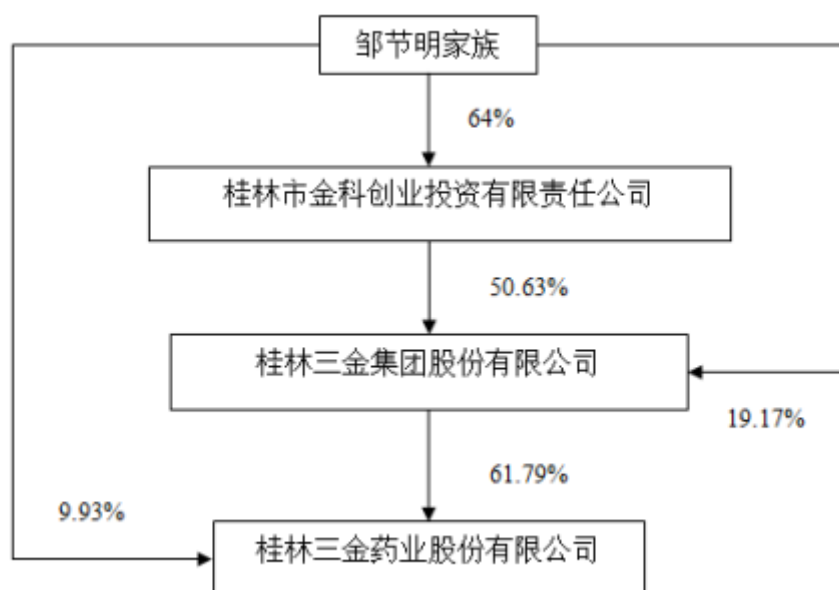 邹节明家族
64%
桂林市金科创业投资有限责任公司
50.63%
桂林三金集团股份有限公司
19.17%
61.79%
9.93%
桂林三金药业股份有限公司